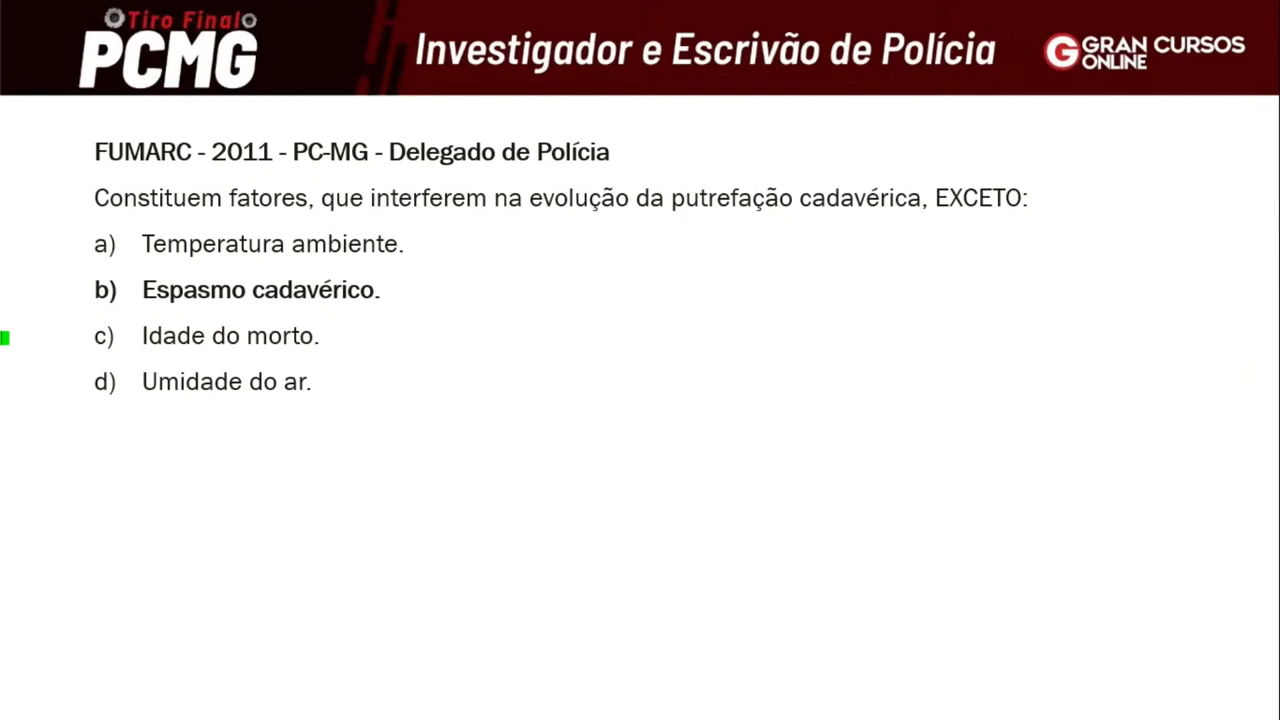 Tiro Final
PCMG
Investigador e Escrivão de Polícia
GRAN CURSOS
ONLINE
FUMARC - 2011 - PC-MG - Delegado de Polícia
Constituem fatores, que interferem na evolução da putrefação cadavérica, EXCETO:
a) Temperatura ambiente.
b) Espasmo cadavérico.
c) Idade do morto.
d) Umidade do ar.